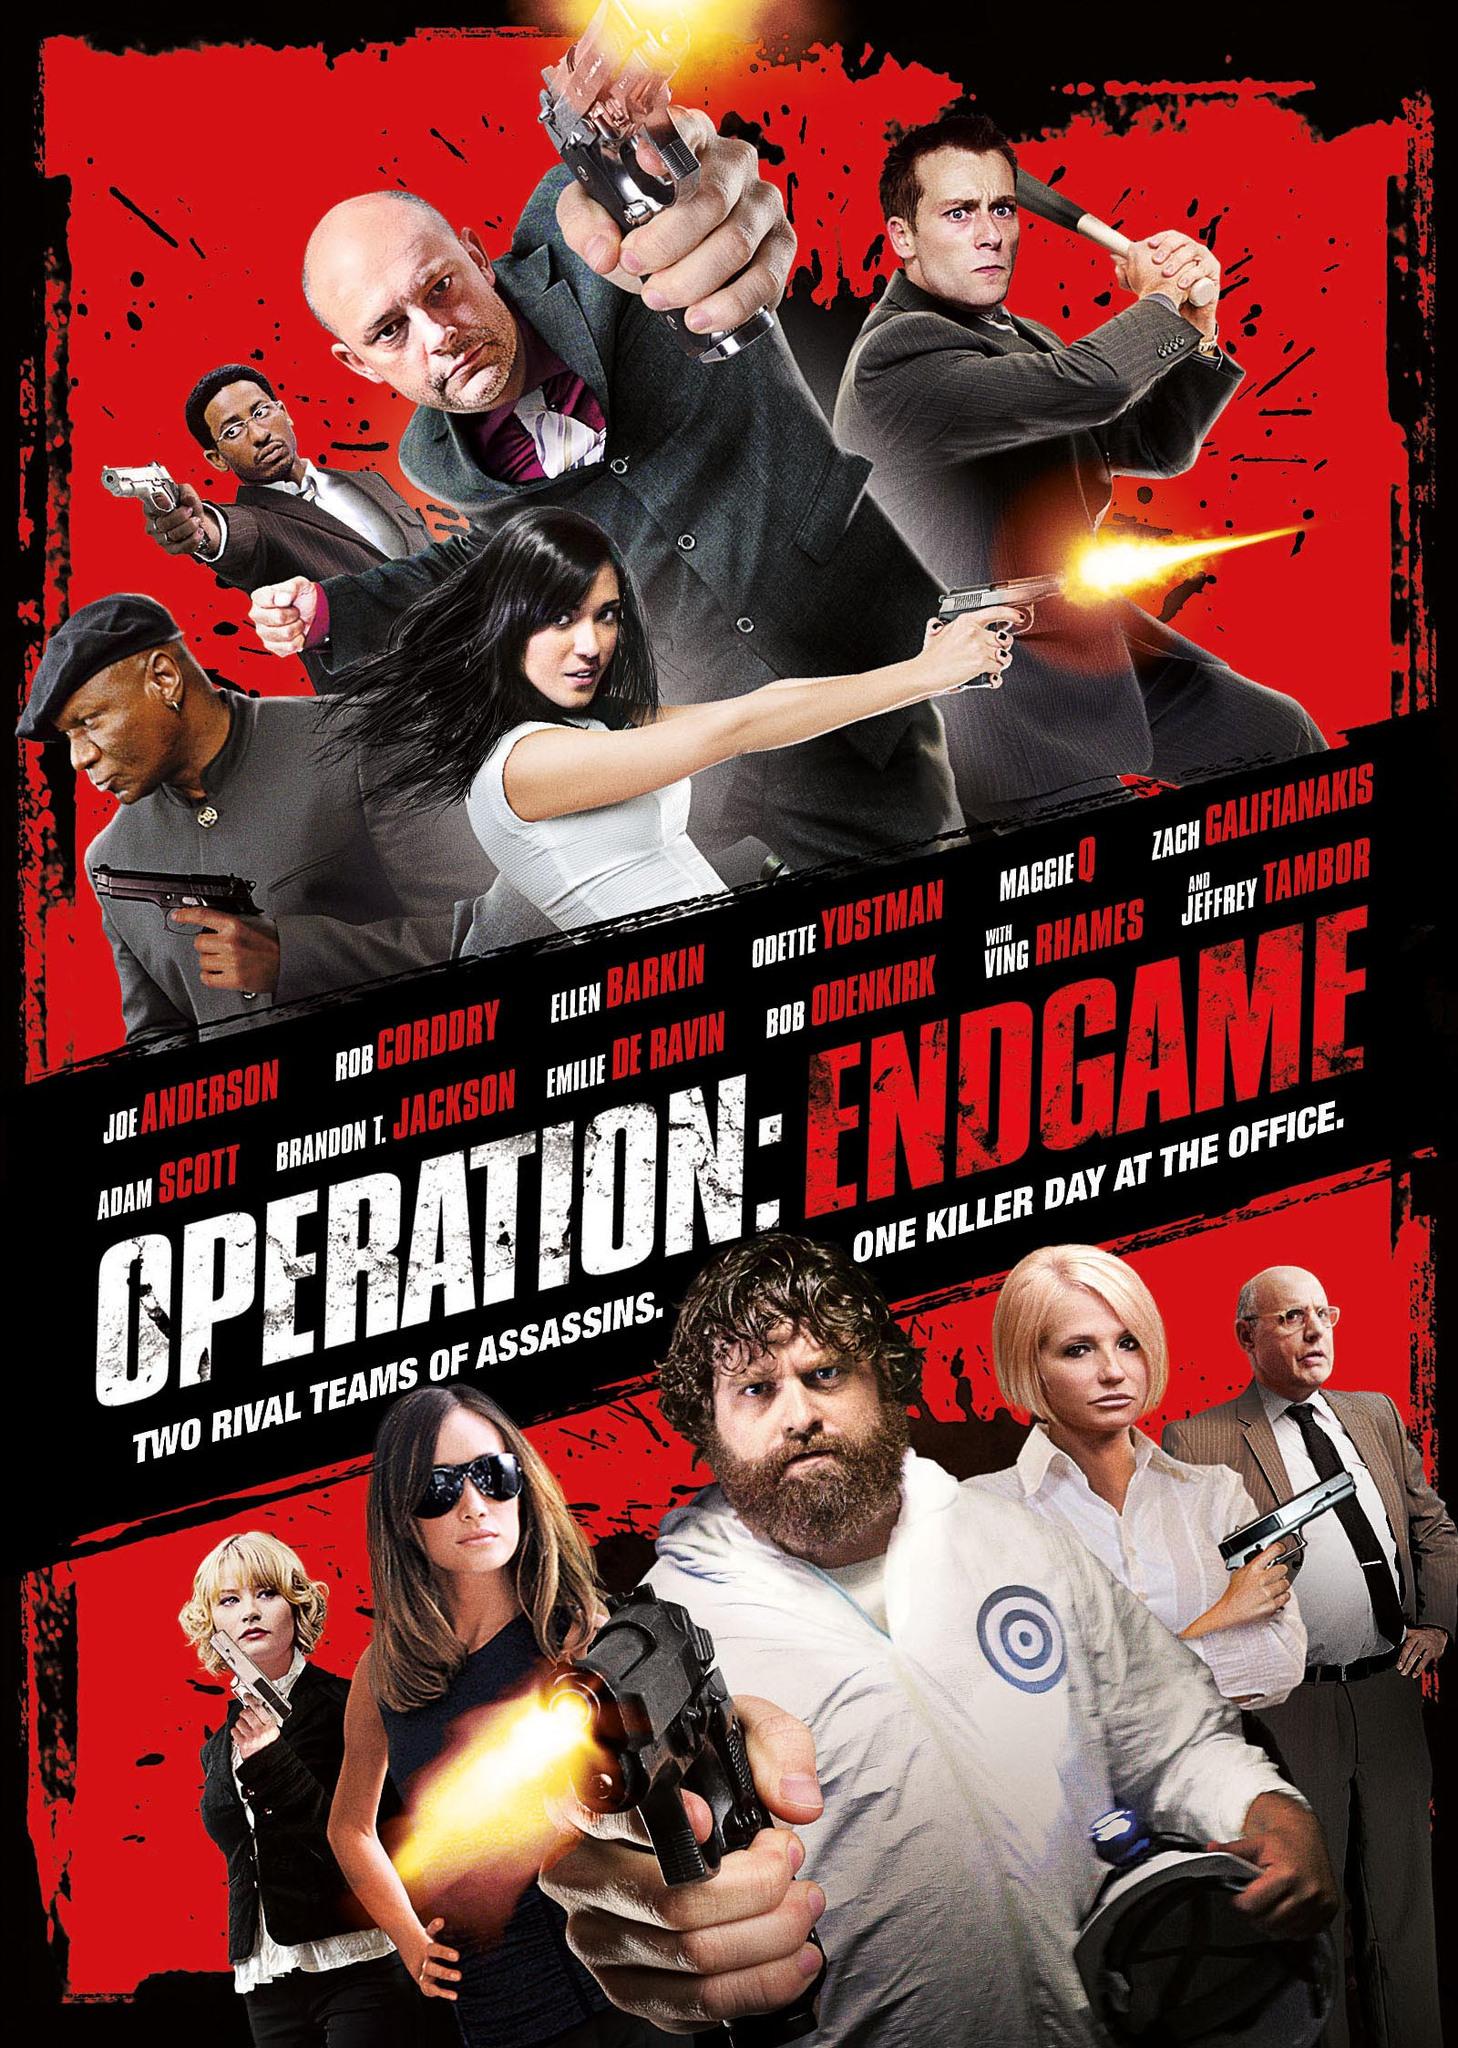 JOE ANDERSON ROB CORDDRY ELLEN BARKIN ODETTE YUSTMAN MAGGIE Q ZACH GALIFIANAKIS
ADAM SCOTT BRANDON T. JACKSON EMILIE DE RAVIN BOB ODENKIRK WITH VING RHAMES AND JEFFREY TAMBOR
OPERATION: ENDGAME
TWO RIVAL TEAMS OF ASSASSINS. ONE KILLER DAY AT THE OFFICE.